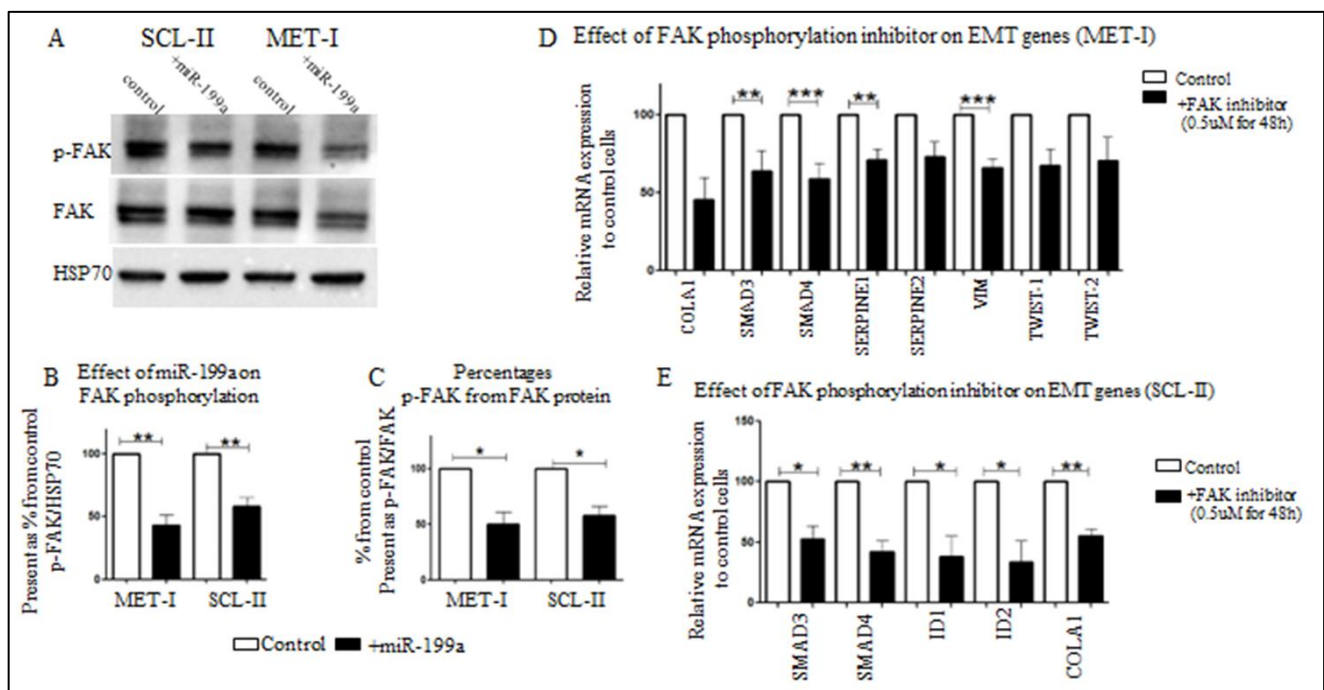 A
SCL-II MET-I
control
+miR-199a
control
+miR-199a
p-FAK
FAK
HSP70
B
Effect of miR-199a on
FAK phosphorylation
Present as % from control
p-FAK/HSP70
100
50
0
**
**
MET-I SCL-II
C
Percentages
p-FAK from FAK protein
% from control
Present as p-FAK/FAK
100
50
0
*
*
MET-I SCL-II
Control +miR-199a
D Effect of FAK phosphorylation inhibitor on EMT genes (MET-I)
Relative mRNA expression
to control cells
100
50
0
**
***
**
***
COLA1
SMAD3
SMAD4
SERPINE1
SERPINE2
VIM
TWIST-1
TWIST-2
Control
+FAK inhibitor
(0.5uM for 48h)
E
Effect of FAK phosphorylation inhibitor on EMT genes (SCL-II)
Relative mRNA expression
to control cells
150
100
50
0
*
**
*
*
**
SMAD3
SMAD4
ID1
ID2
COLA1
Control
+FAK inhibitor
(0.5uM for 48h)